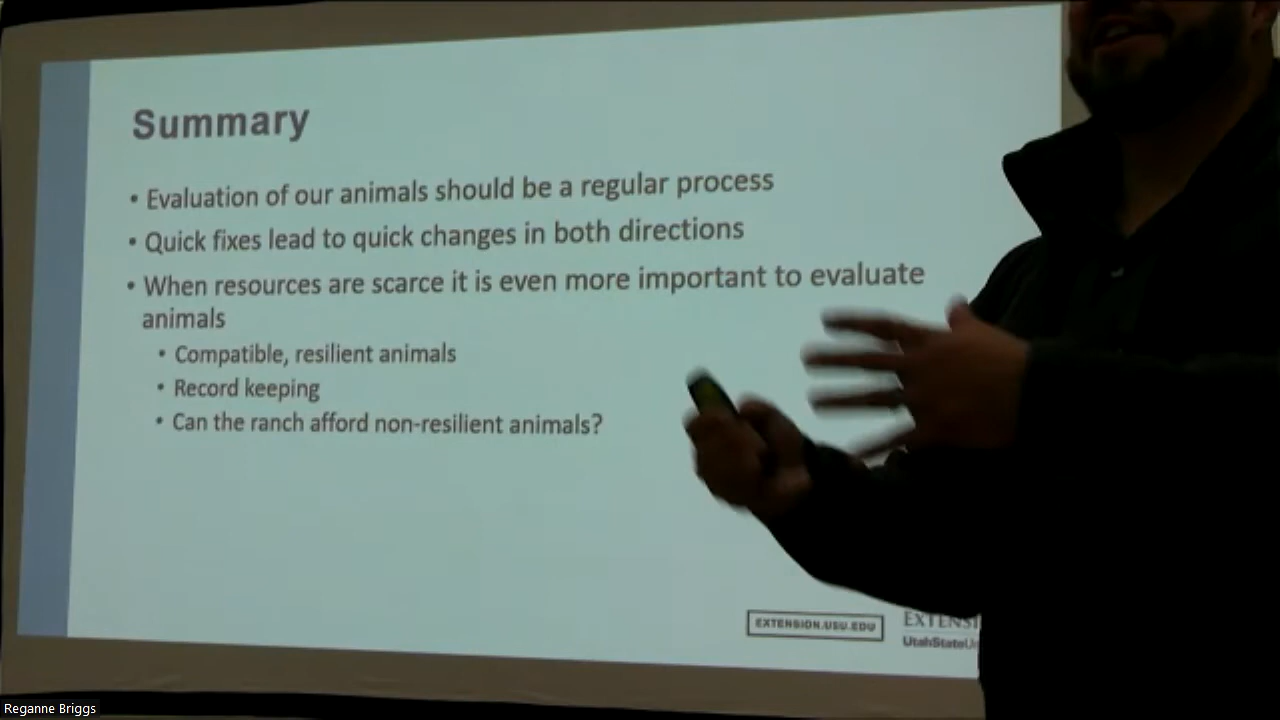 Summary
• Evaluation of our animals should be a regular process
• Quick fixes lead to quick changes in both directions
• When resources are scarce it is even more important to evaluate
animals
• Compatible, resilient animals
• Record keeping
• Can the ranch afford non-resilient animals?
EXTENSION.USU.EDU
UtahState
Reganne Briggs